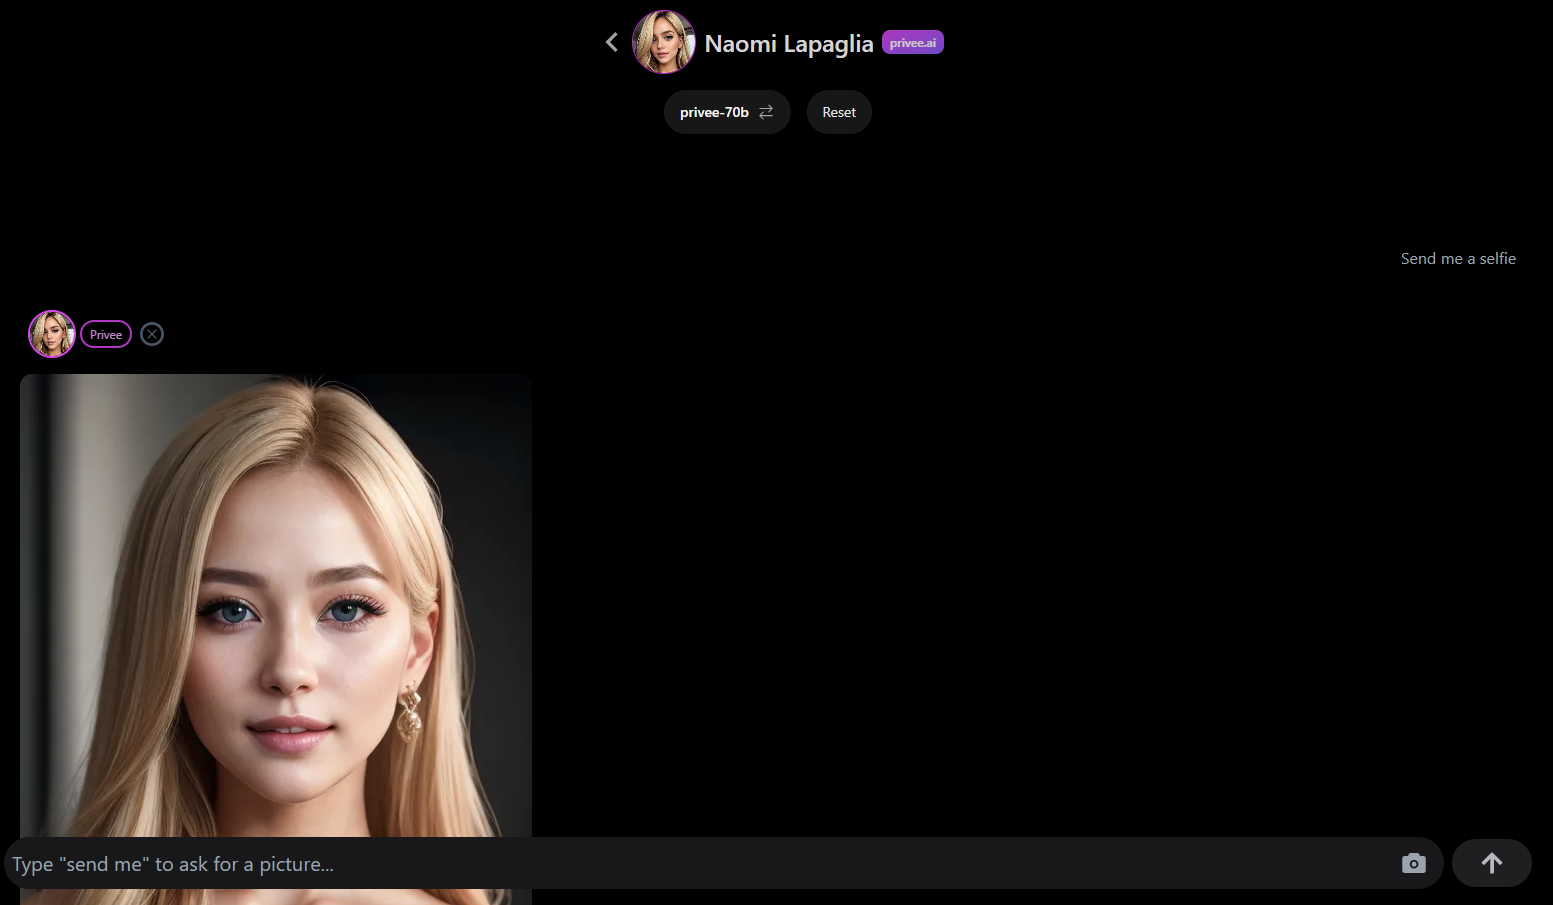 Naomi Lapaglia privee.ai
privee-70b Reset
Send me a selfie
Privee
Type "send me" to ask for a picture...